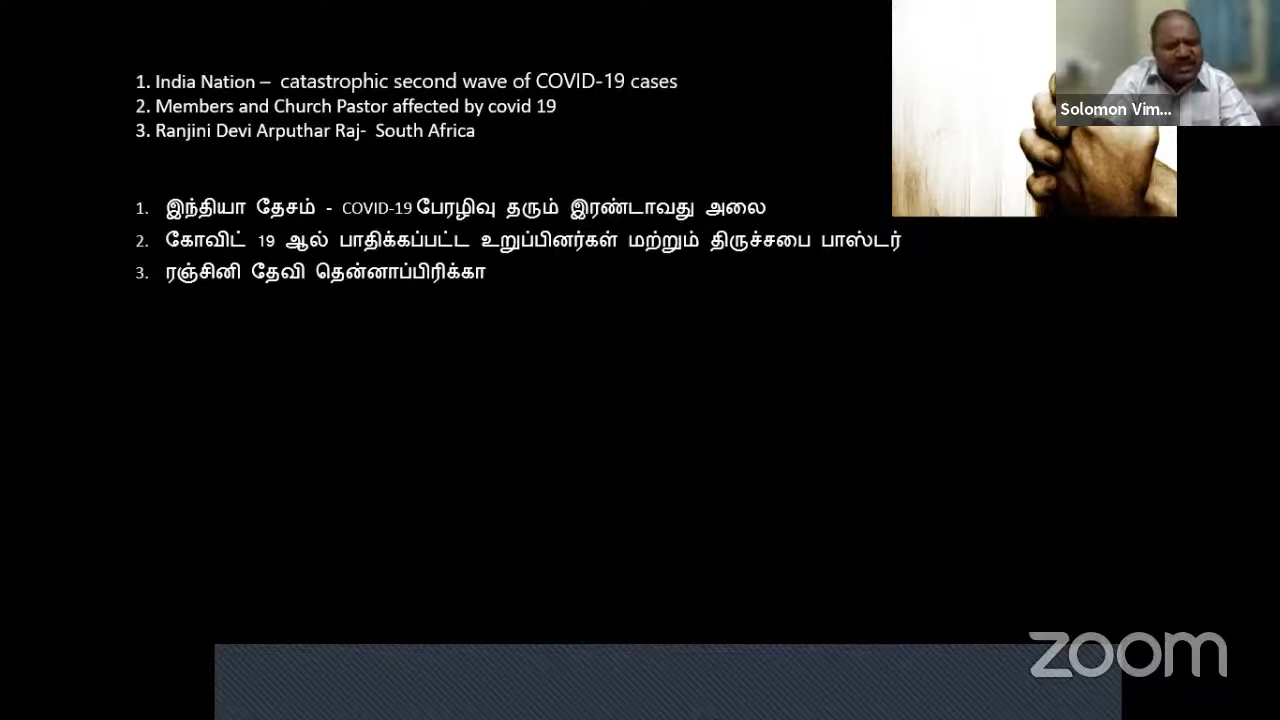 1. India Nation – catastrophic second wave of COVID-19 cases
2. Members and Church Pastor affected by covid 19
3. Ranjini Devi Arputhar Raj- South Africa
1. இந்தியா தேசம் - COVID-19 பேரழிவு தரும் இரண்டாவது அலை
2. கோவிட் 19 ஆல் பாதிக்கப்பட்ட உறுப்பினர்கள் மற்றும் திருச்சபை பாஸ்டர்
3. ரஞ்சினி தேவி தென்னாப்பிரிக்கா
Solomon Vim...
zoom